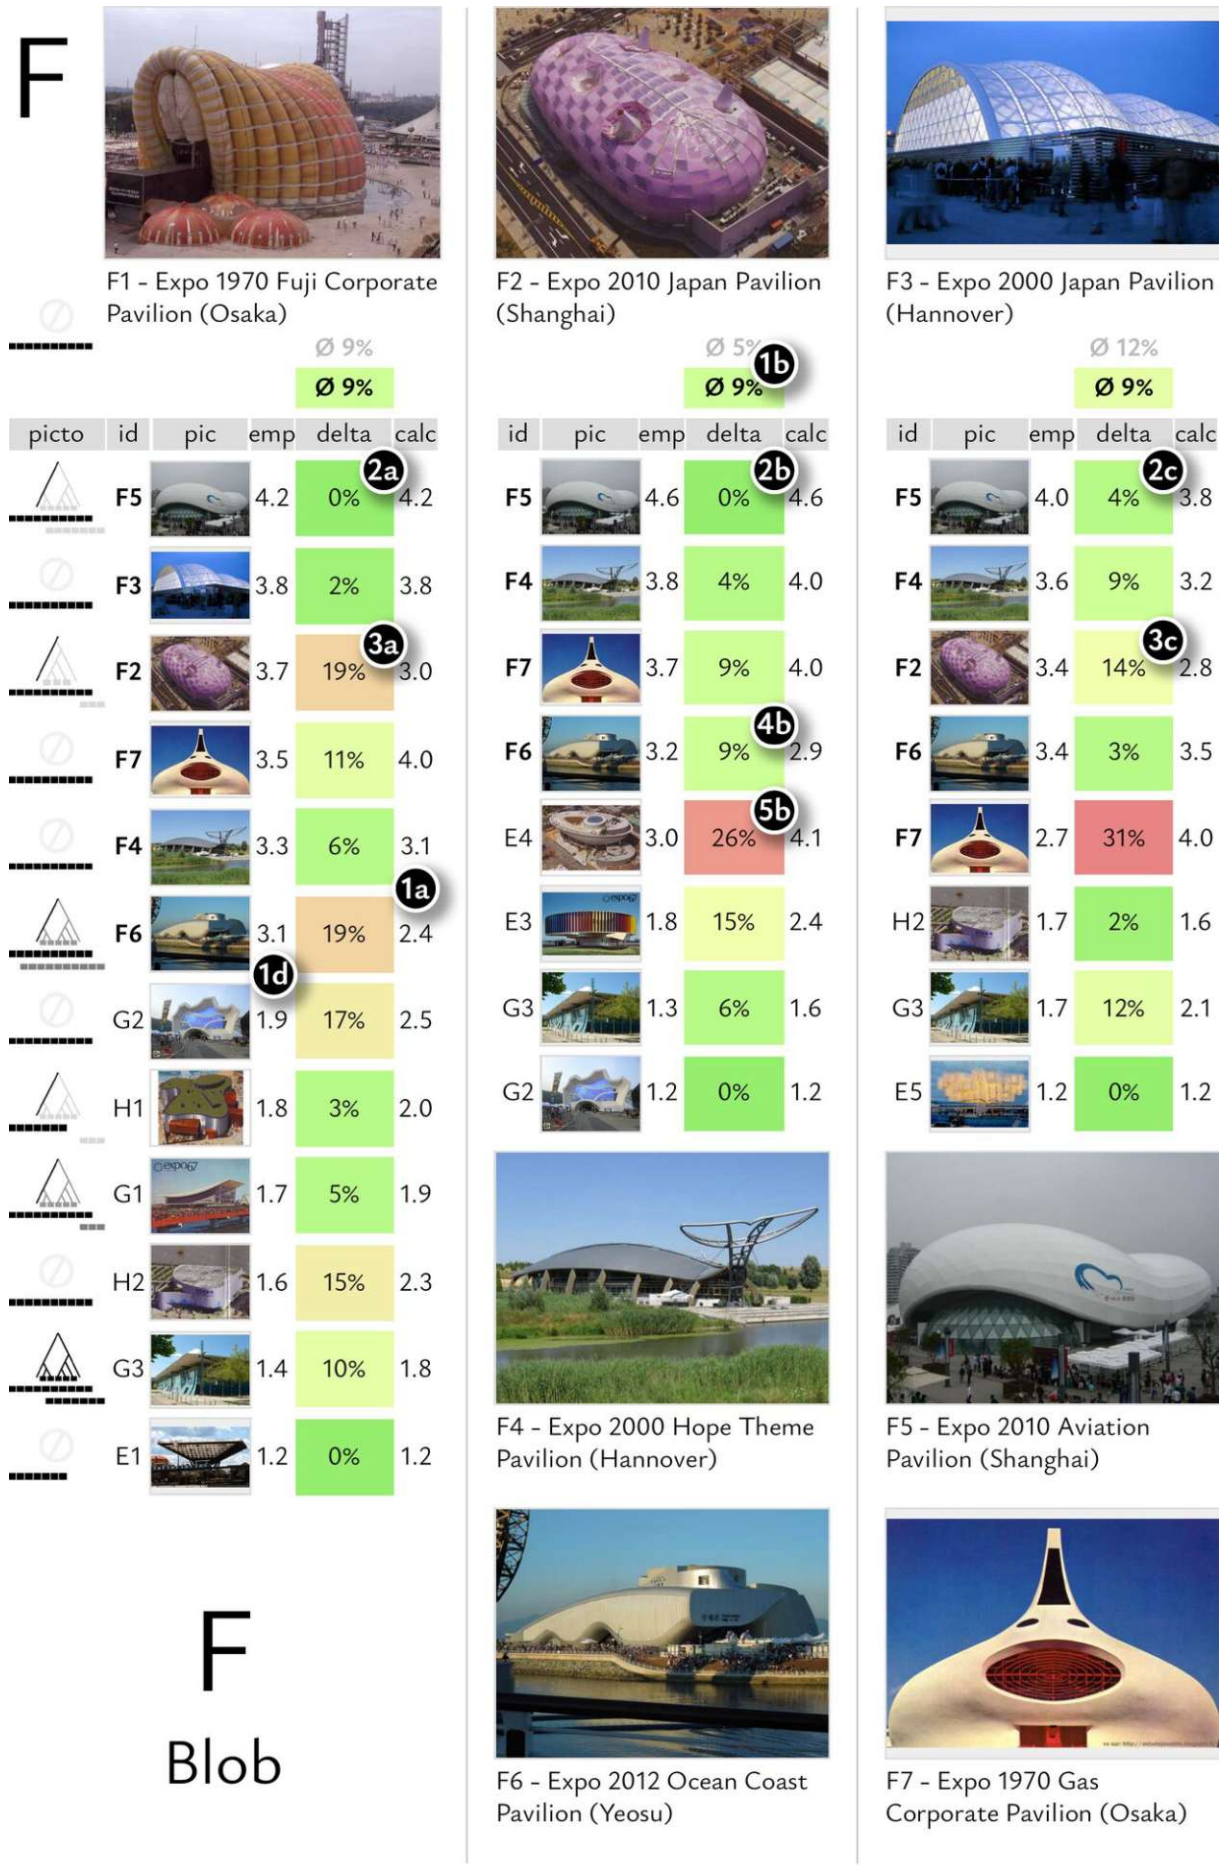 F
F1 - Expo 1970 Fuji Corporate
Pavilion (Osaka)
Ø 9%
Ø 9%
picto id pic emp delta calc
F5 4.2 0% 2a 4.2
F3 3.8 2% 3.8
F2 3.7 19% 3a 3.0
F7 3.5 11% 4.0
F4 3.3 6% 3.1
1a
F6 3.1 19% 2.4
1d
G2 1.9 17% 2.5
H1 1.8 3% 2.0
expo67
G1 1.7 5% 1.9
H2 1.6 15% 2.3
G3 1.4 10% 1.8
E1 1.2 0% 1.2
F
Blob
F2 - Expo 2010 Japan Pavilion
(Shanghai)
Ø 5%
1b
Ø 9%
id pic emp delta calc
F5 4.6 0% 2b 4.6
F4 3.8 4% 4.0
F7 3.7 9% 4.0
F6 3.2 9% 4b 2.9
E4 3.0 26% 5b 4.1
expo67
E3 1.8 15% 2.4
G3 1.3 6% 1.6
G2 1.2 0% 1.2
F4 - Expo 2000 Hope Theme
Pavilion (Hannover)
F6 - Expo 2012 Ocean Coast
Pavilion (Yeosu)
F3 - Expo 2000 Japan Pavilion
(Hannover)
Ø 12%
Ø 9%
id pic emp delta calc
F5 4.0 4% 2c 3.8
F4 3.6 9% 3.2
F2 3.4 14% 3c 2.8
F6 3.4 3% 3.5
F7 2.7 31% 4.0
H2 1.7 2% 1.6
G3 1.7 12% 2.1
E5 1.2 0% 1.2
F5 - Expo 2010 Aviation
Pavilion (Shanghai)
F7 - Expo 1970 Gas
Corporate Pavilion (Osaka)